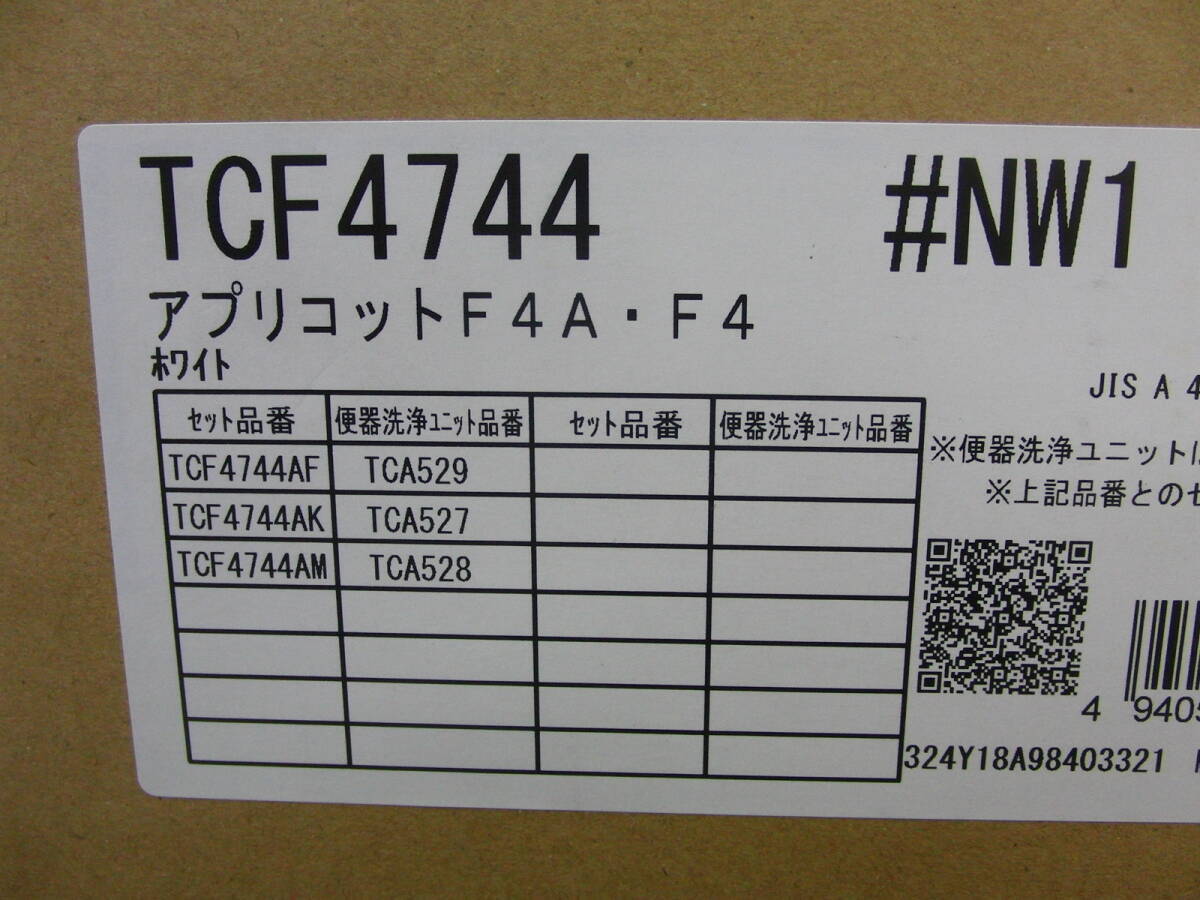 TCF4744 #NW1
アプリコットＦ４Ａ・Ｆ４
ﾎﾜｲﾄ
JIS A 4
ｾｯﾄ品番 便器洗浄ﾕﾆｯﾄ品番 ｾｯﾄ品番 便器洗浄ﾕﾆｯﾄ品番
TCF4744AF TCA529
TCF4744AK TCA527
TCF4744AM TCA528
※便器洗浄ユニットは
※上記品番とのセ
4 9405
324Y18A98403321